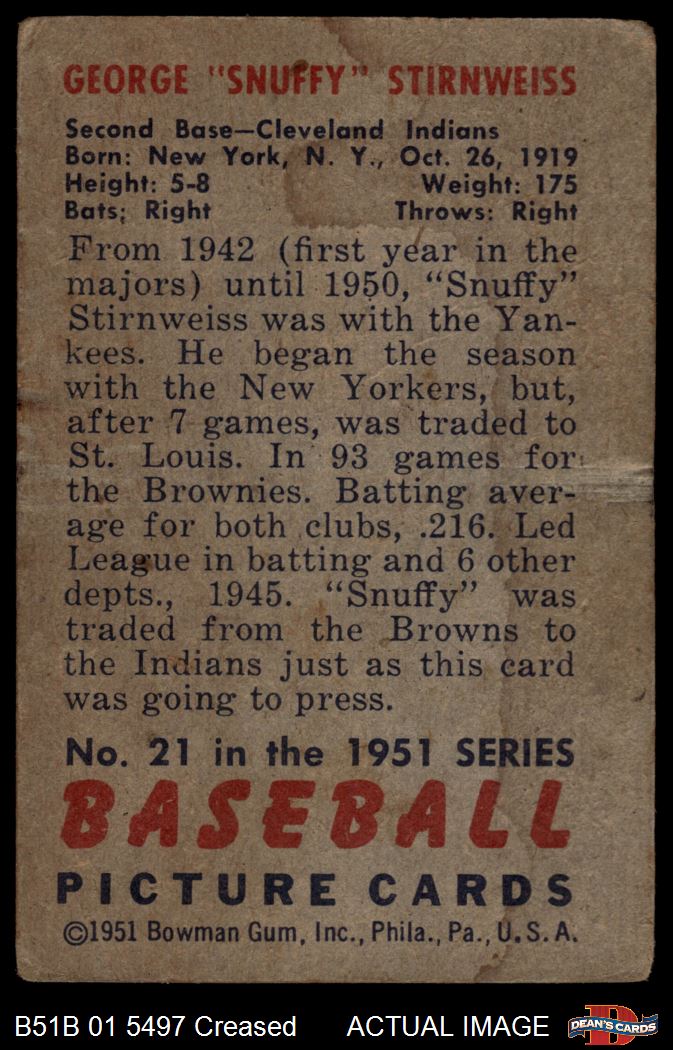 GEORGE "SNUFFY" STIRNWEISS
Second Base—Cleveland Indians
Born: New York, N. Y., Oct. 26, 1919
Height: 5-8 Weight: 175
Bats: Right Throws: Right
From 1942 (first year in the
majors) until 1950, "Snuffy"
Stirnweiss was with the Yan-
kees. He began the season
with the New Yorkers, but,
after 7 games, was traded to
St. Louis. In 93 games for
the Brownies. Batting aver-
age for both clubs, .216. Led
League in batting and 6 other
depts., 1945. "Snuffy" was
traded from the Browns to
the Indians just as this card
was going to press.
No. 21 in the 1951 SERIES
BASEBALL
PICTURE CARDS
©1951 Bowman Gum, Inc., Phila., Pa., U.S.A.
B51B 01 5497 Creased ACTUAL IMAGE
D
DEAN'S CARDS